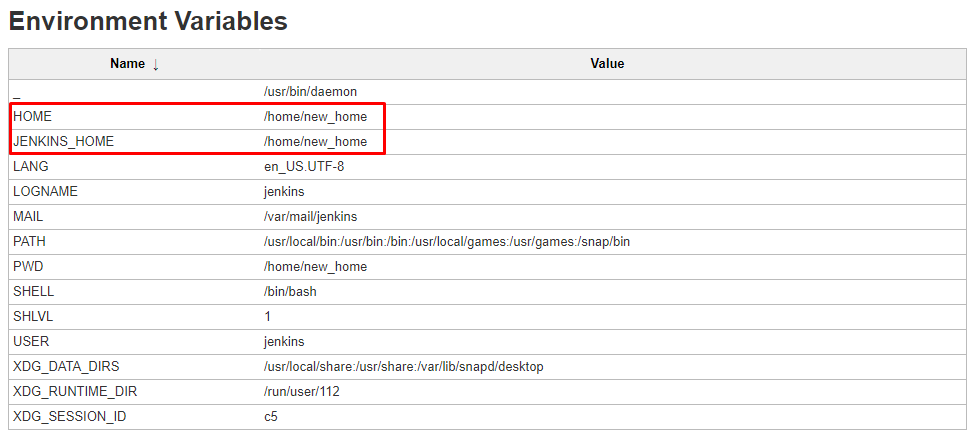 Environment Variables
Name ↓ Value
_ /usr/bin/daemon
HOME /home/new_home
JENKINS_HOME /home/new_home
LANG en_US.UTF-8
LOGNAME jenkins
MAIL /var/mail/jenkins
PATH /usr/local/bin:/usr/bin:/bin:/usr/local/games:/usr/games:/snap/bin
PWD /home/new_home
SHELL /bin/bash
SHLVL 1
USER jenkins
XDG_DATA_DIRS /usr/local/share:/usr/share:/var/lib/snapd/desktop
XDG_RUNTIME_DIR /run/user/112
XDG_SESSION_ID c5